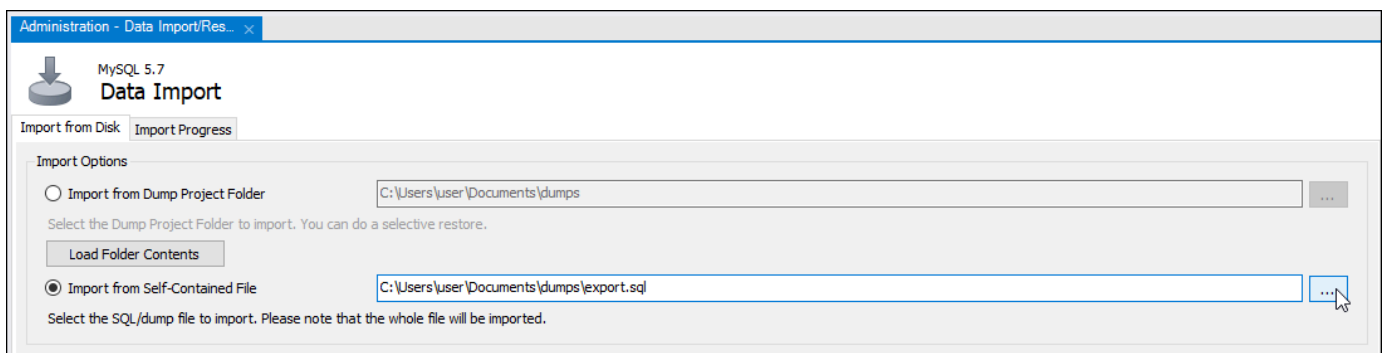 Administration - Data Import/Res... ×
MySQL 5.7
Data Import
Import from Disk Import Progress
Import Options
Import from Dump Project Folder C:\Users\user\Documents\dumps ...
Select the Dump Project Folder to import. You can do a selective restore.
Load Folder Contents
Import from Self-Contained File C:\Users\user\Documents\dumps\export.sql ...
Select the SQL/dump file to import. Please note that the whole file will be imported.